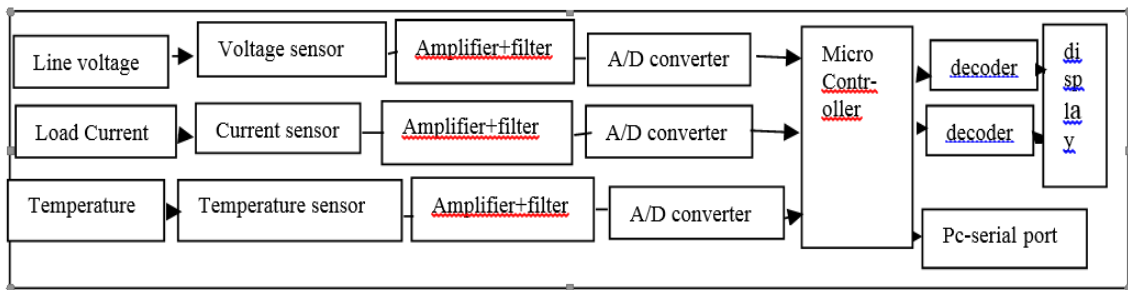 Line voltage
Voltage sensor
Amplifier+filter
A/D converter
Micro
Contr-
oller
decoder
di
sp
la
y
Load Current
Current sensor
Amplifier+filter
A/D converter
decoder
Temperature
Temperature sensor
Amplifier+filter
A/D converter
Pc-serial port